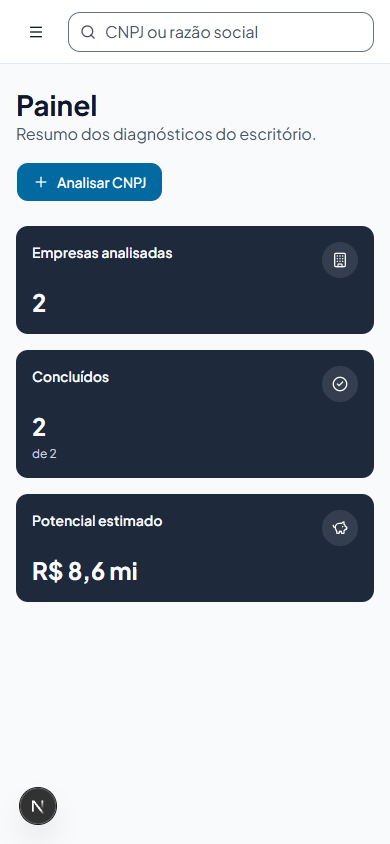 CNPJ ou razão social
Painel
Resumo dos diagnósticos do escritório.
Analisar CNPJ
Empresas analisadas
2
Concluídos
2
de 2
Potencial estimado
R$ 8,6 mi
N